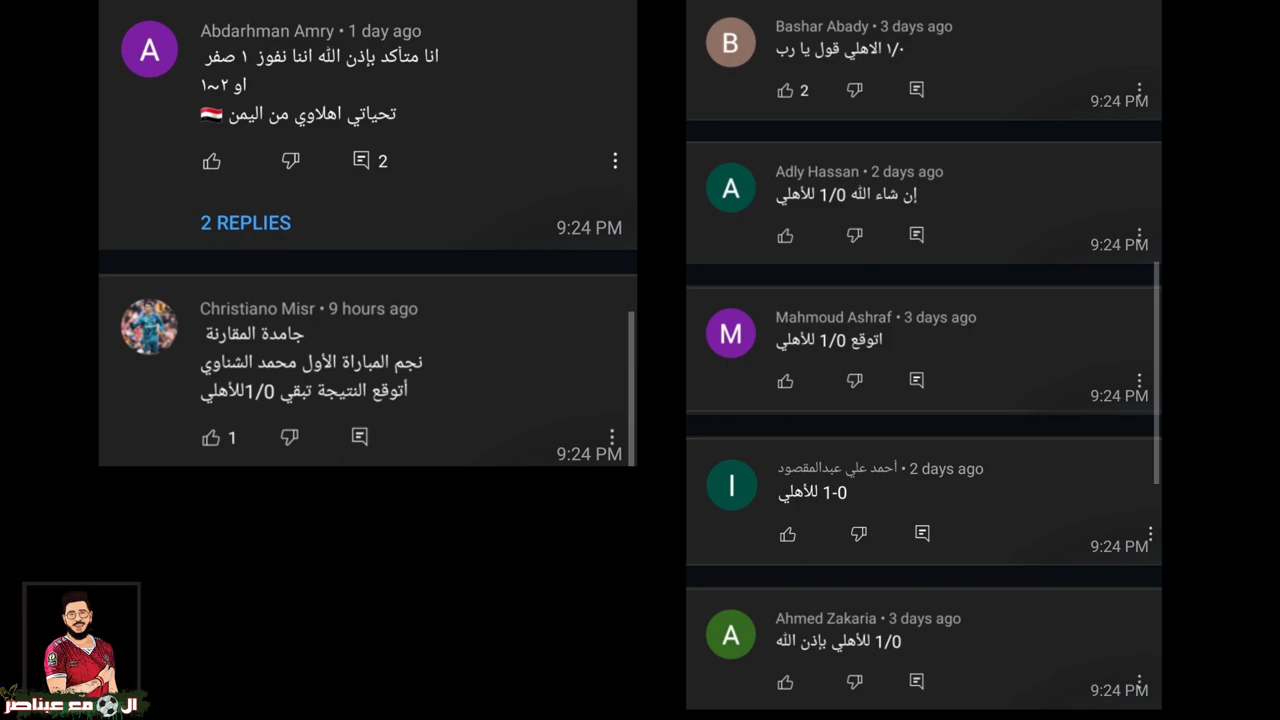 Abdarhman Amry • 1 day ago
انا متأكد بإذن الله اننا نفوز ١ صفر
او ٢~١
تحياتي اهلاوي من اليمن 🇾🇪
2
2 REPLIES
9:24 PM
Christiano Misr • 9 hours ago
جامدة المقارنة
نجم المباراة الأول محمد الشناوي
أتوقع النتيجة تبقي 1/0للأهلي
1
9:24 PM
Bashar Abady • 3 days ago
١/٠ الاهلي قول يا رب
2
9:24 PM
Adly Hassan • 2 days ago
إن شاء الله 1/0 للأهلي
9:24 PM
Mahmoud Ashraf • 3 days ago
اتوقع 1/0 للأهلي
9:24 PM
أحمد علي عبدالمقصود • 2 days ago
1-0 للأهلي
9:24 PM
Ahmed Zakaria • 3 days ago
1/0 للأهلي بإذن الله
9:24 PM